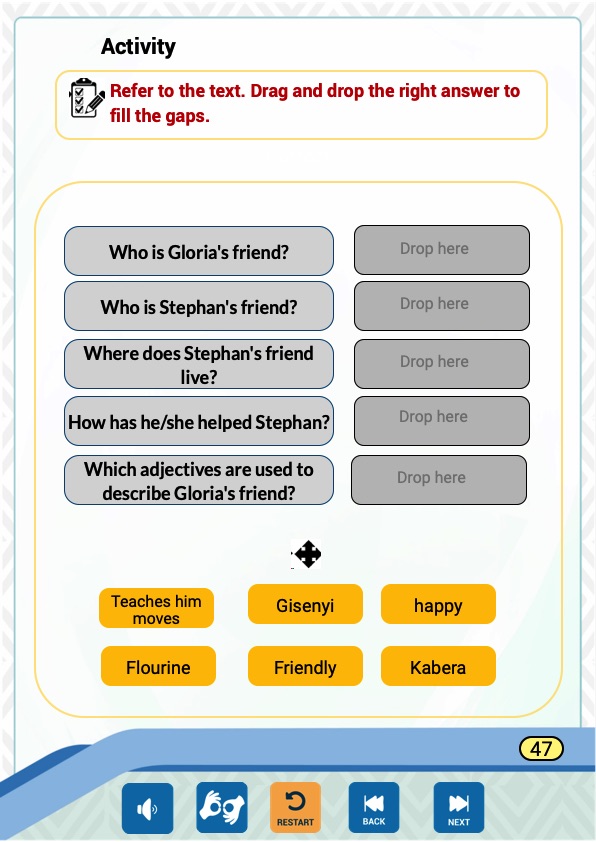 Activity
Refer to the text. Drag and drop the right answer to
fill the gaps.
Who is Gloria's friend?
Drop here
Who is Stephan's friend?
Drop here
Where does Stephan's friend
live?
Drop here
How has he/she helped Stephan?
Drop here
Which adjectives are used to
describe Gloria's friend?
Drop here
Teaches him
moves
Gisenyi
happy
Flourine
Friendly
Kabera
47
RESTART
BACK
NEXT